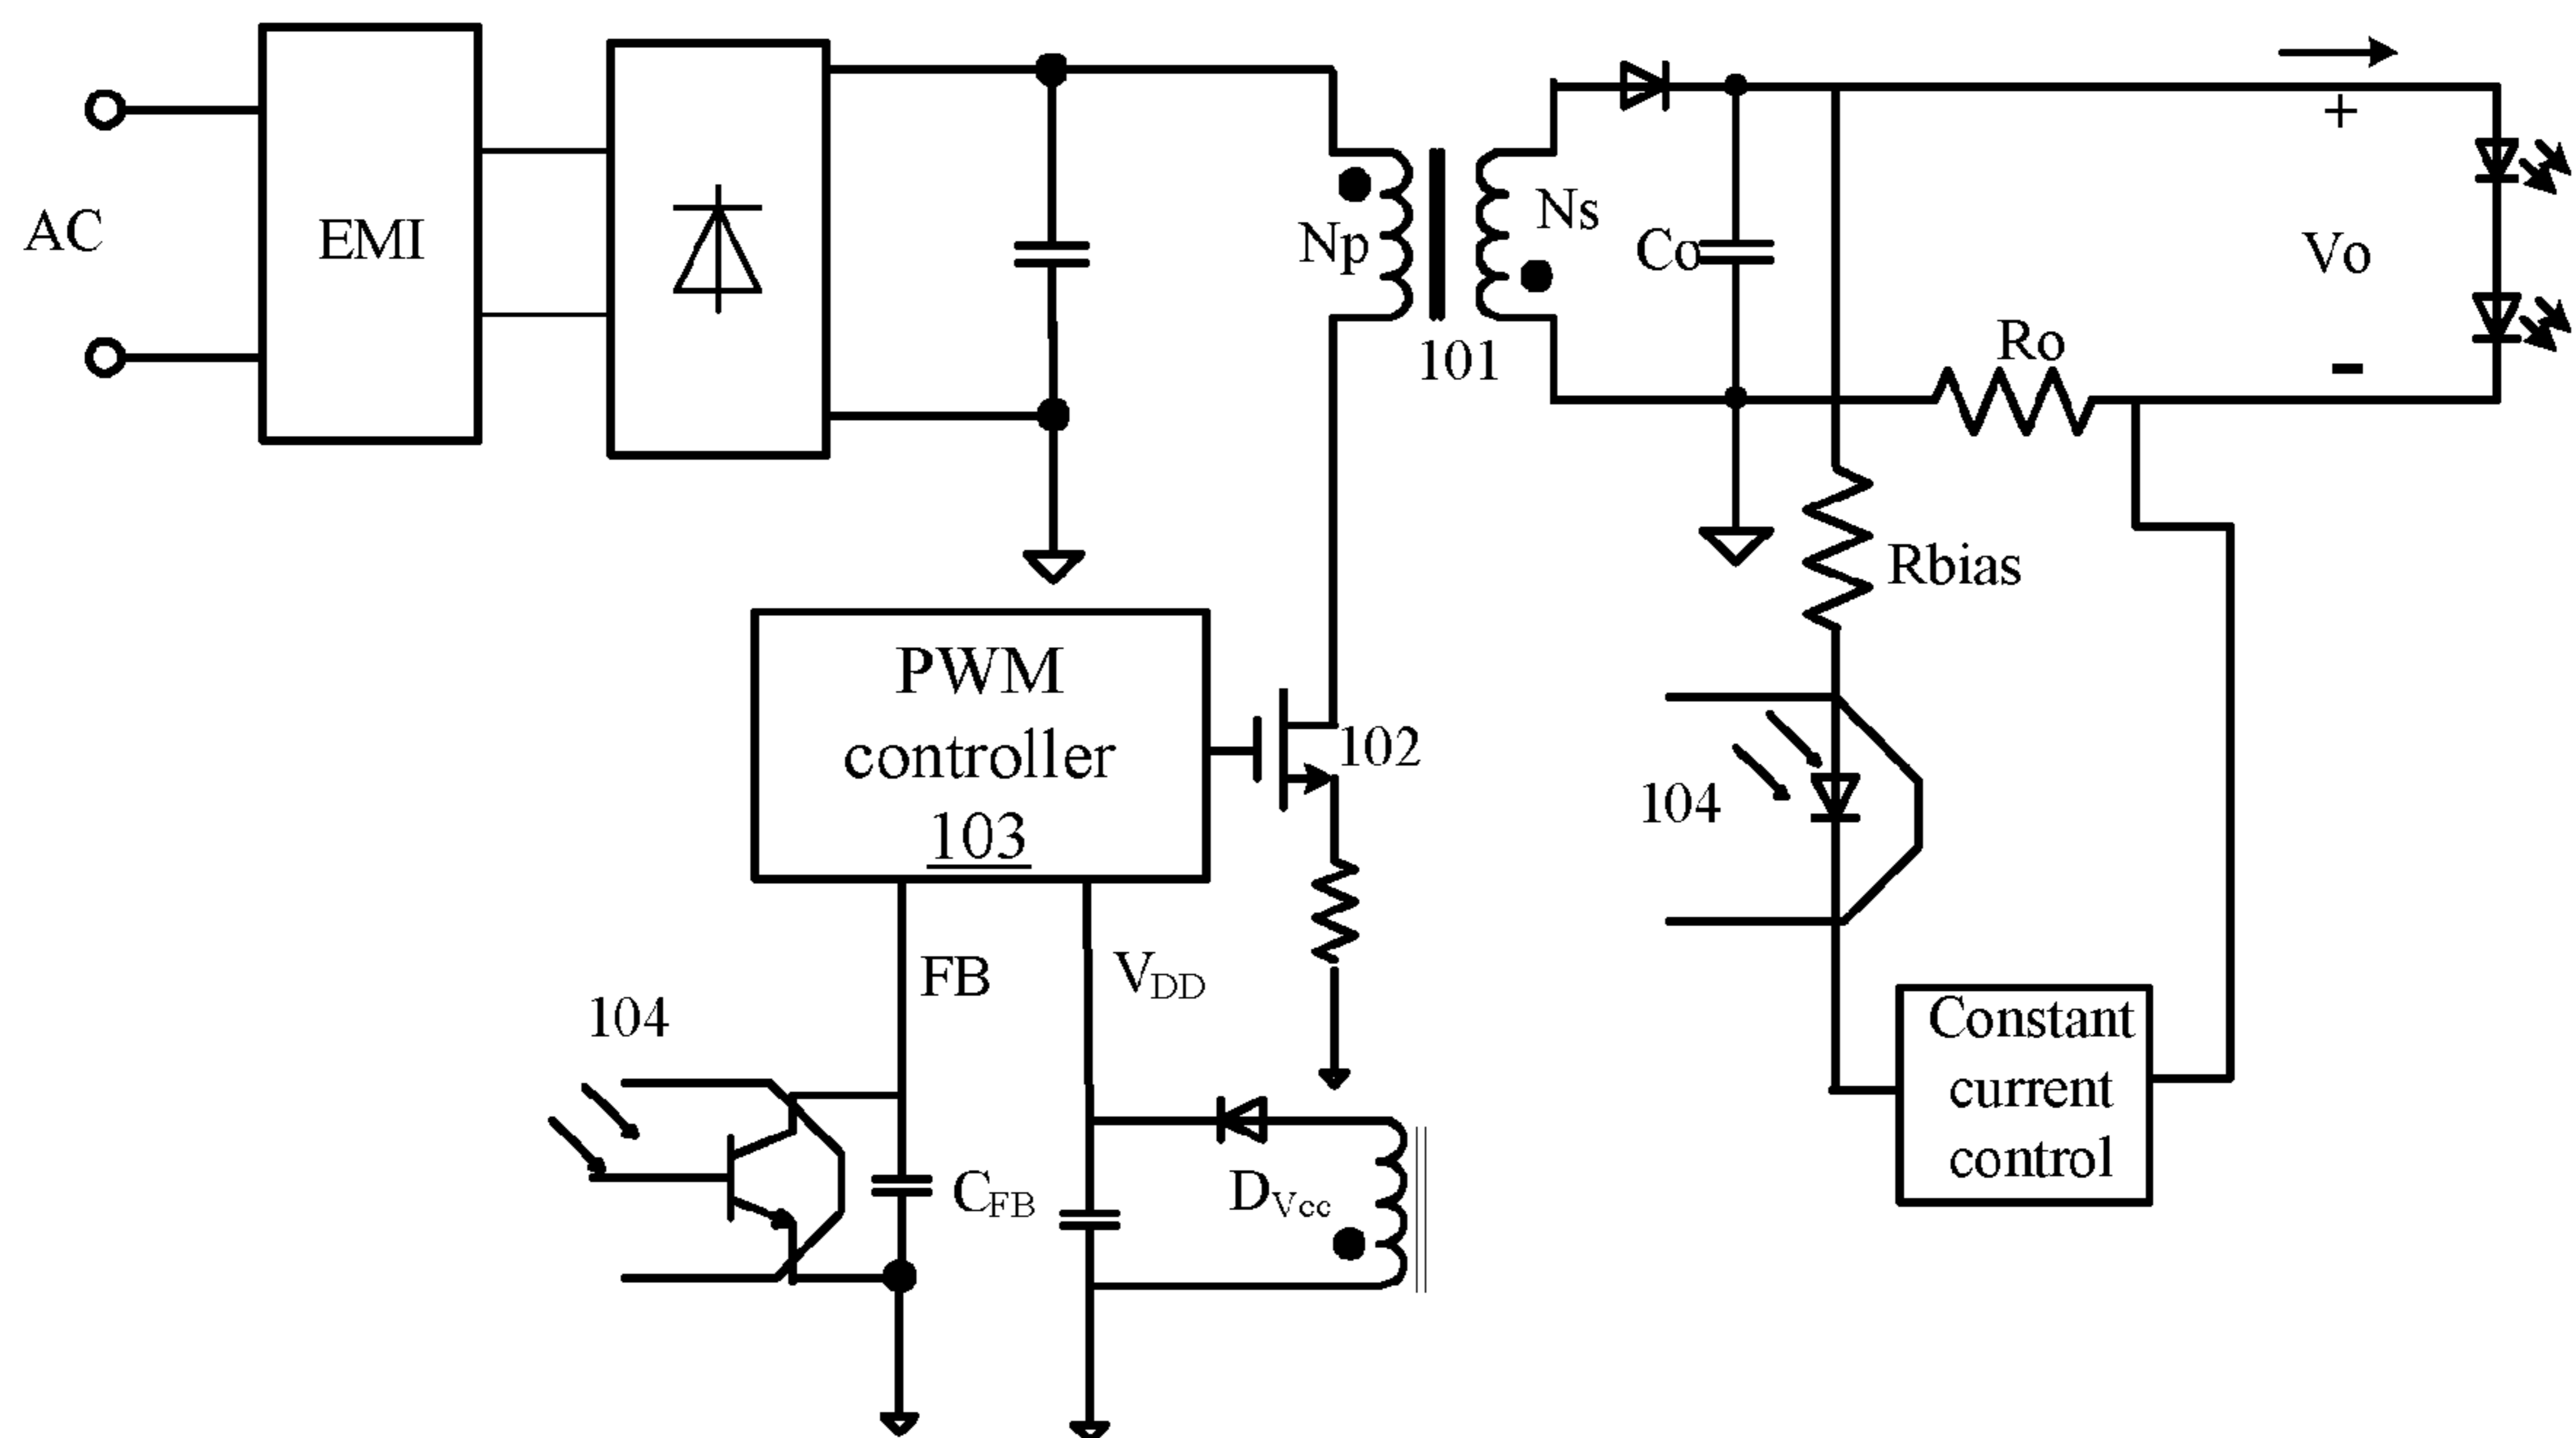 AC
EMI
Np
Ns
101
Co
+
Vo
-
Ro
Rbias
PWM
controller
103
102
104
FB
VDD
104
CFB
DVcc
Constant
current
control